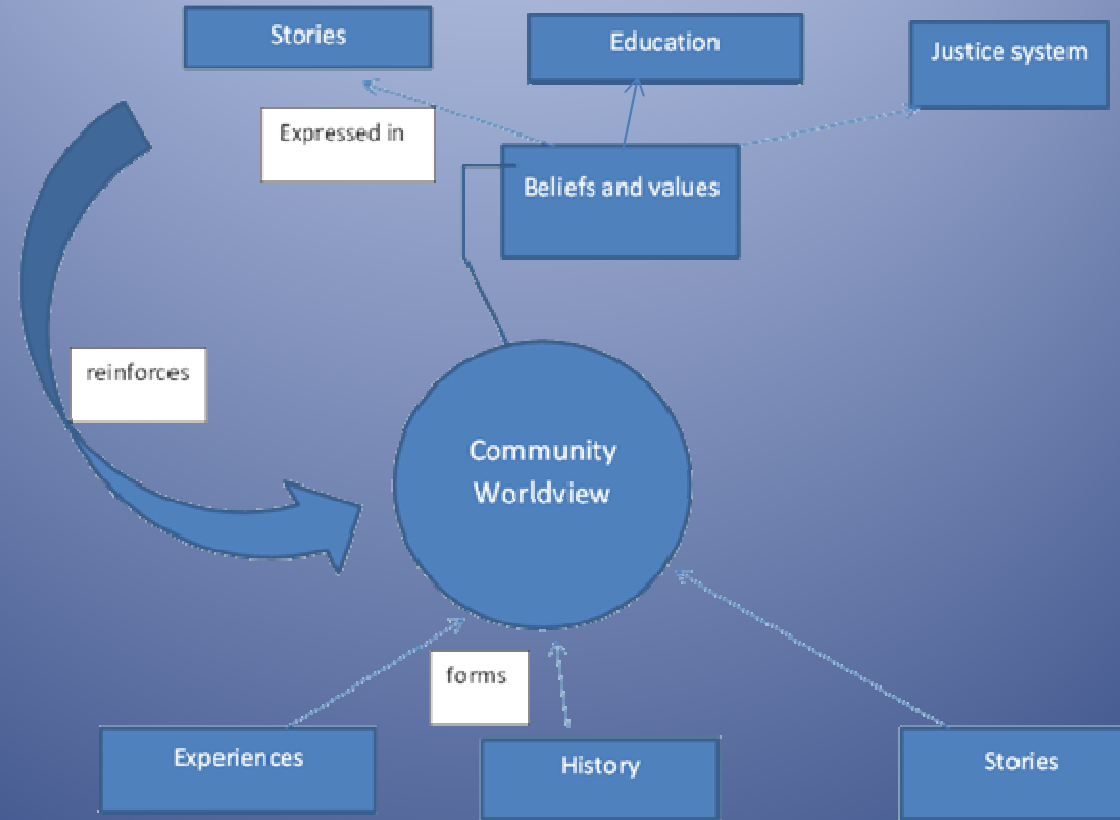 Stories
Education
Justice system
Expressed in
Beliefs and values
reinforces
Community
Worldview
forms
Experiences
History
Stories